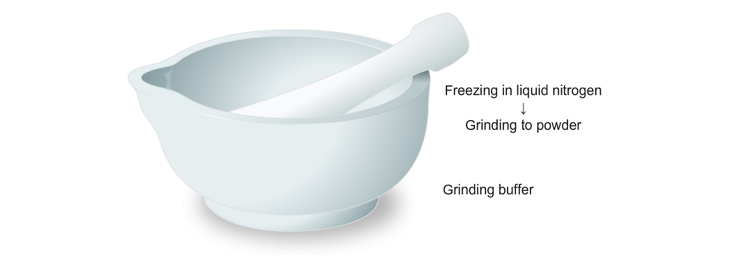 Freezing in liquid nitrogen
↓
Grinding to powder
Grinding buffer